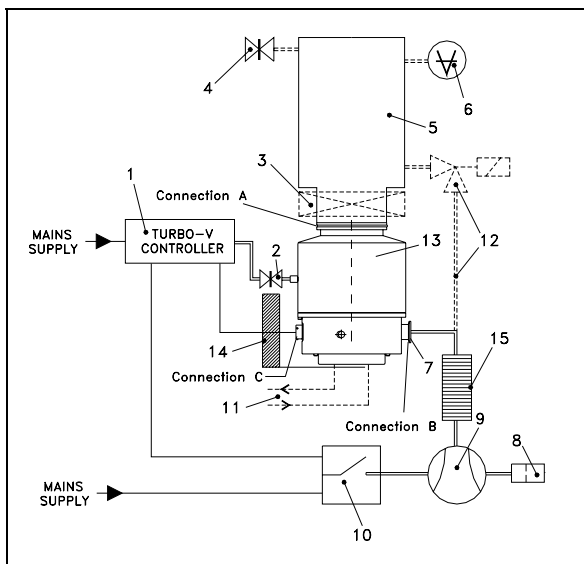 4
6
5
3
1
Connection A
12
MAINS
SUPPLY
TURBO-V
CONTROLLER
2
13
14
7
15
Connection C
11
Connection B
9
8
MAINS
SUPPLY
10